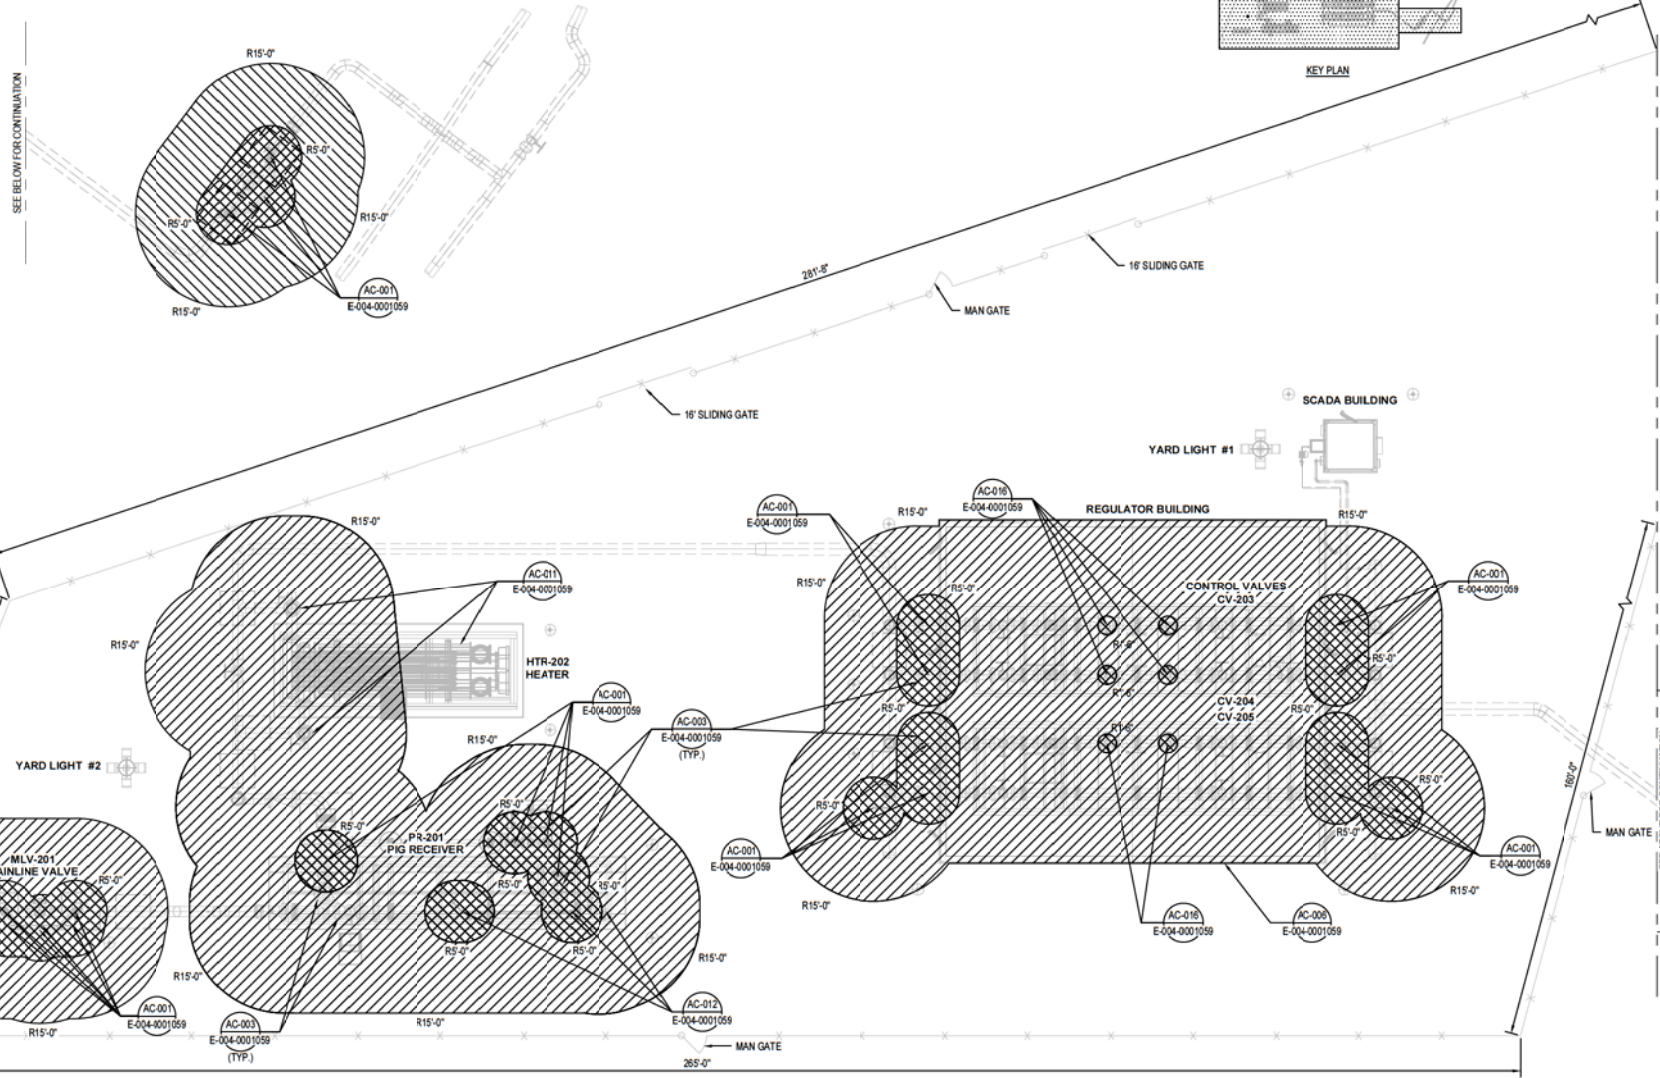 KEY PLAN
SEE BELOW FOR CONTINUATION
R15'-0"
R5'-0"
R5'-0"
R15'-0"
R15'-0"
AC-001
E-004-0001059
281'-8"
16' SLIDING GATE
MAN GATE
16' SLIDING GATE
SCADA BUILDING
YARD LIGHT #1
AC-016
E-004-0001059
REGULATOR BUILDING
AC-001
E-004-0001059
R15'-0"
R15'-0"
R15'-0"
AC-011
E-004-0001059
R15'-0"
R5'-0"
CONTROL VALVES
CV-203
AC-001
E-004-0001059
R15'-0"
R1'-6"
R5'-0"
HTR-202
HEATER
AC-001
E-004-0001059
R1'-6"
R5'-0"
R5'-0"
CV-204
CV-205
AC-003
E-004-0001059
(TYP.)
R1'-6"
R15'-0"
YARD LIGHT #2
160'-0"
R5'-0"
R5'-0"
R5'-0"
R5'-0"
R5'-0"
MAN GATE
PR-201
PIG RECEIVER
AC-001
E-004-0001059
AC-001
E-004-0001059
MLV-201
AINLINE VALVE
R5'-0"
R5'-0"
R5'-0"
R15'-0"
R15'-0"
AC-016
E-004-0001059
AC-006
E-004-0001059
R5'-0"
R5'-0"
R15'-0"
R15'-0"
AC-001
E-004-0001059
AC-012
E-004-0001059
R15'-0"
AC-003
E-004-0001059
(TYP.)
R15'-0"
MAN GATE
265'-0"